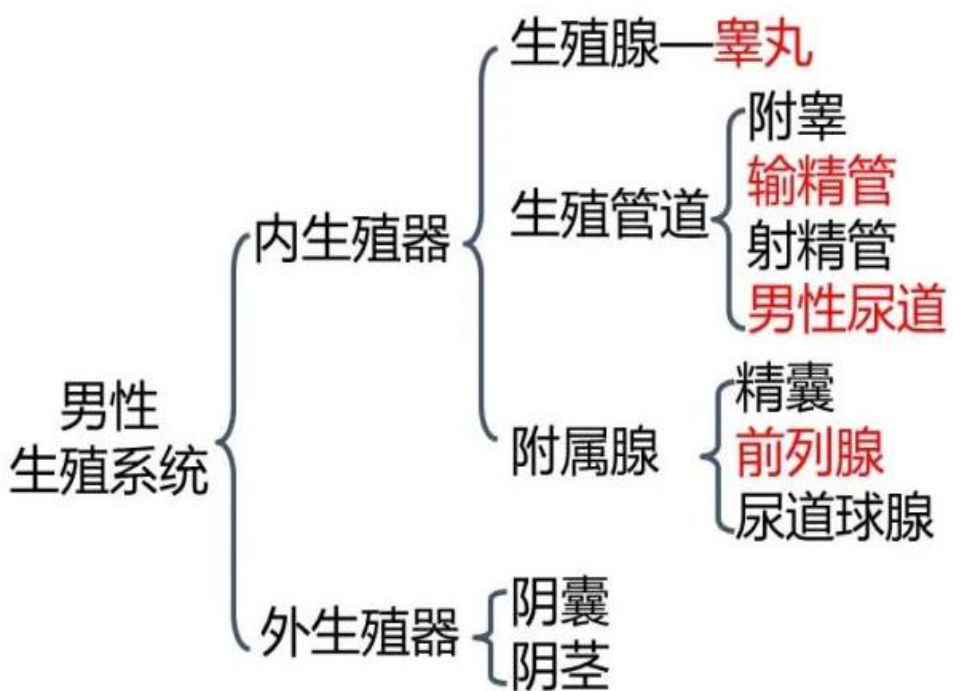 生殖腺—睾丸
附睾
输精管
生殖管道
射精管
内生殖器
男性尿道
精囊
男性
生殖系统
附属腺
前列腺
尿道球腺
外生殖器
阴囊
阴茎